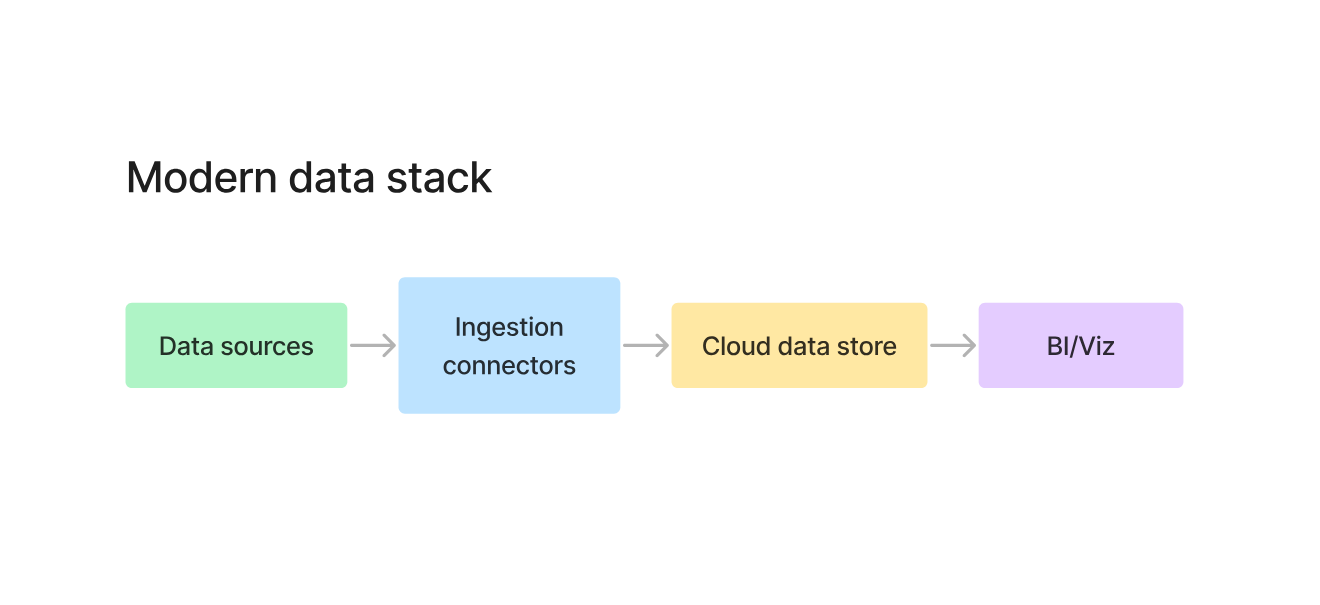 Modern data stack
Data sources
Ingestion
connectors
Cloud data store
BI/Viz